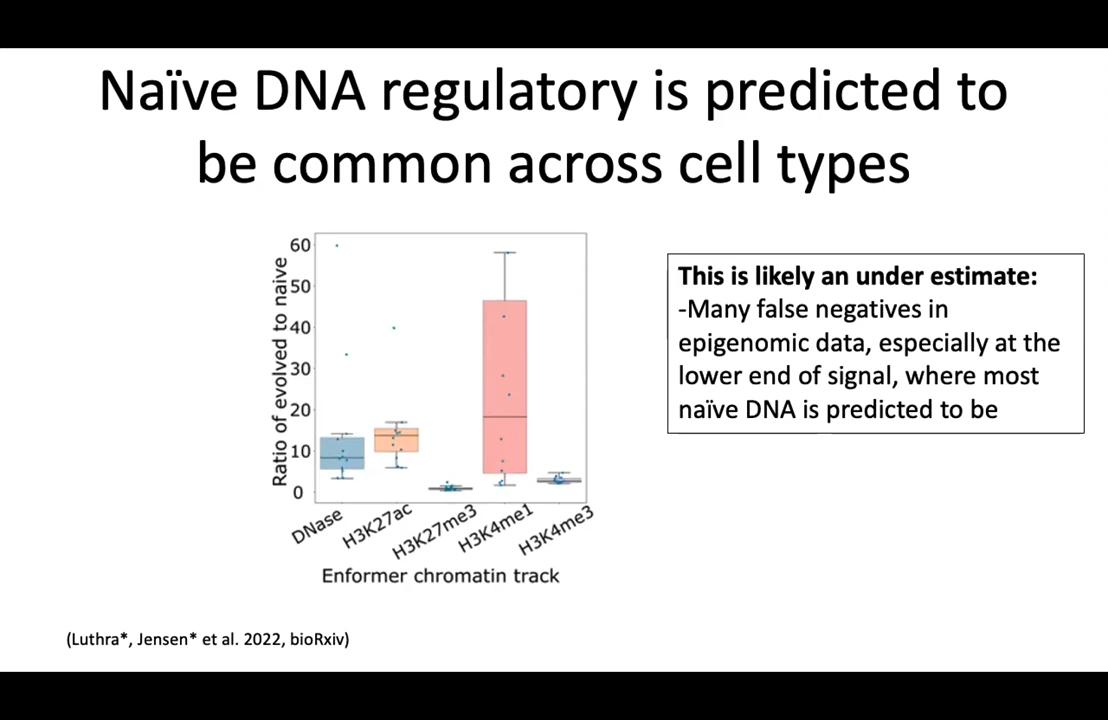 Naïve DNA regulatory is predicted to
be common across cell types
60
50
40
30
20
10
0
Ratio of evolved to naive
DNase
H3K27ac
H3K27me3
H3K4me1
H3K4me3
Enformer chromatin track
This is likely an under estimate:
-Many false negatives in
epigenomic data, especially at the
lower end of signal, where most
naïve DNA is predicted to be
(Luthra*, Jensen* et al. 2022, bioRxiv)